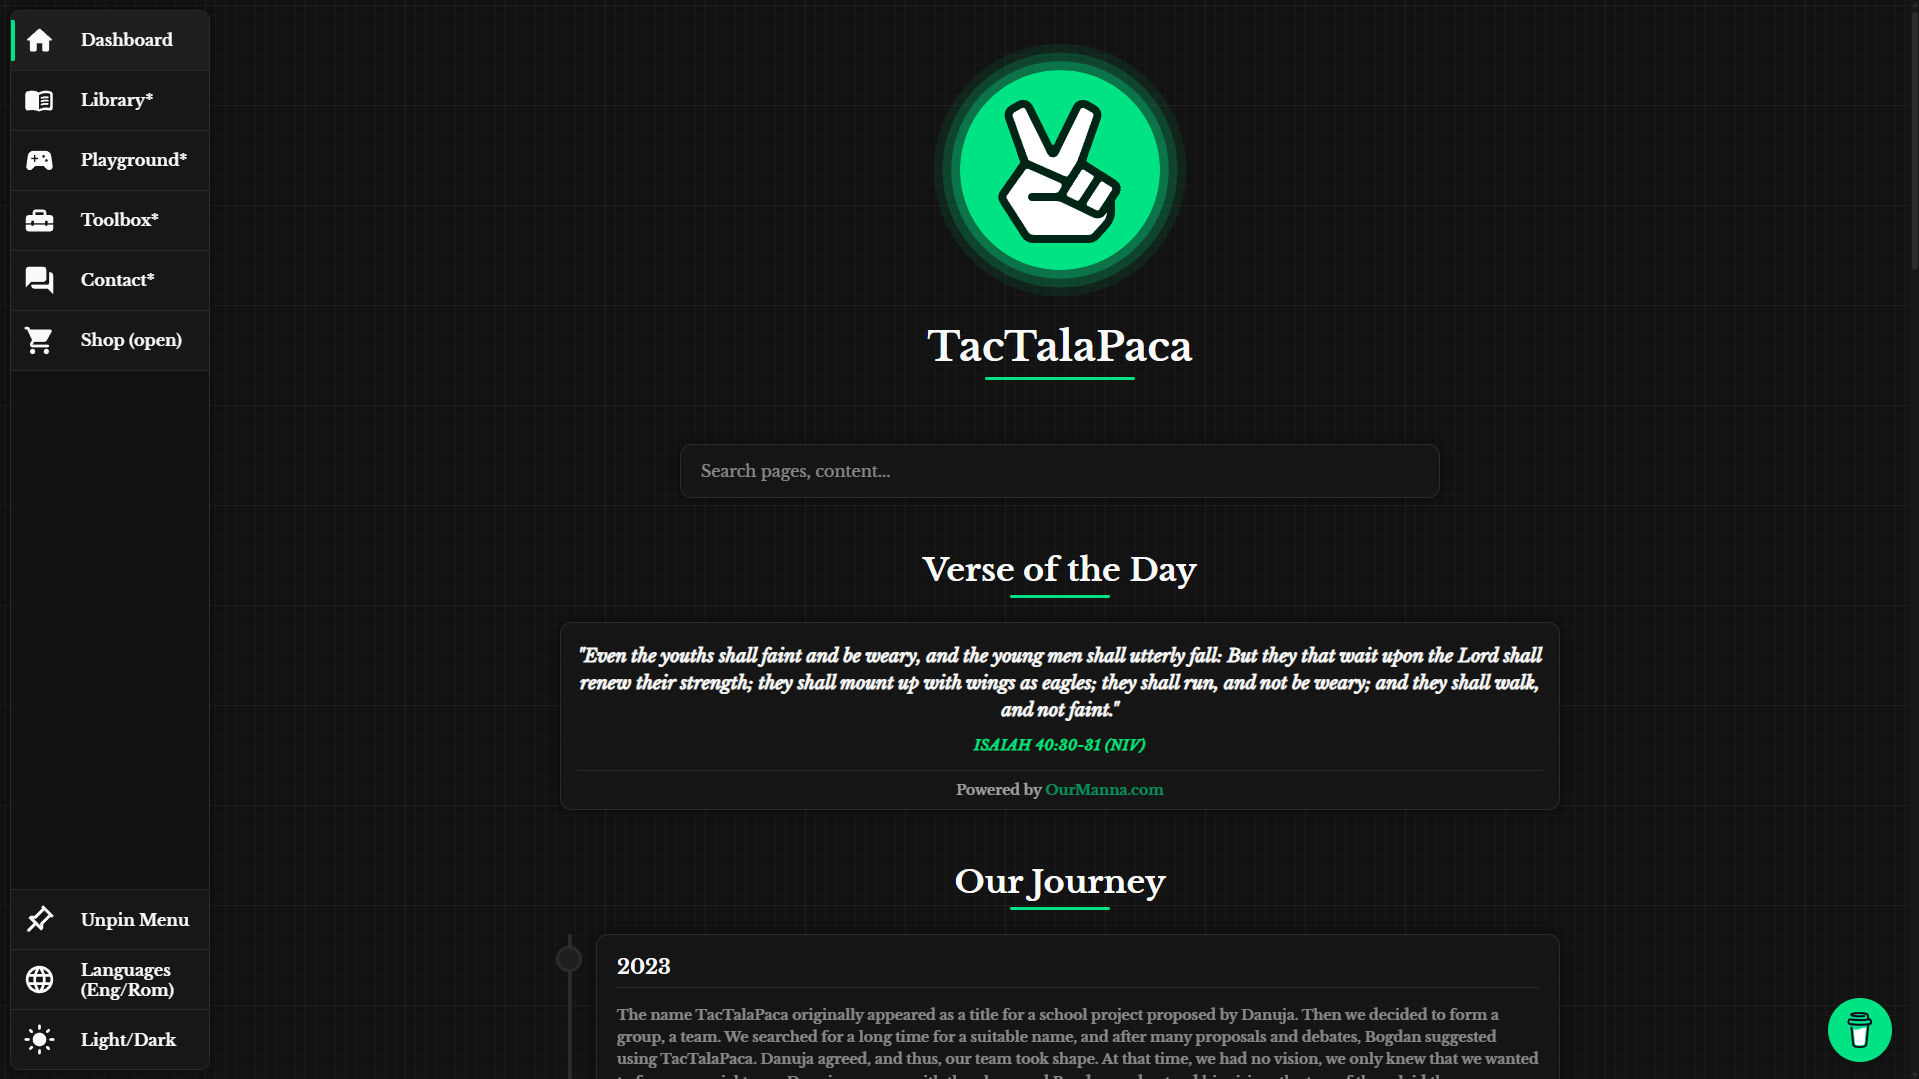 Dashboard
Library*
Playground*
Toolbox*
Contact*
Shop (open)
Unpin Menu
Languages
(Eng/Rom)
Light/Dark
TacTalaPaca
Search pages, content...
Verse of the Day
"Even the youths shall faint and be weary, and the young men shall utterly fall: But they that wait upon the Lord shall
renew their strength; they shall mount up with wings as eagles; they shall run, and not be weary; and they shall walk,
and not faint."
ISAIAH 40:30-31 (NIV)
Powered by OurManna.com
Our Journey
2023
The name TacTalaPaca originally appeared as a title for a school project proposed by Danuja. Then we decided to form a
group, a team. We searched for a long time for a suitable name, and after many proposals and debates, Bogdan suggested
using TacTalaPaca. Danuja agreed, and thus, our team took shape. At that time, we had no vision, we only knew that we wanted